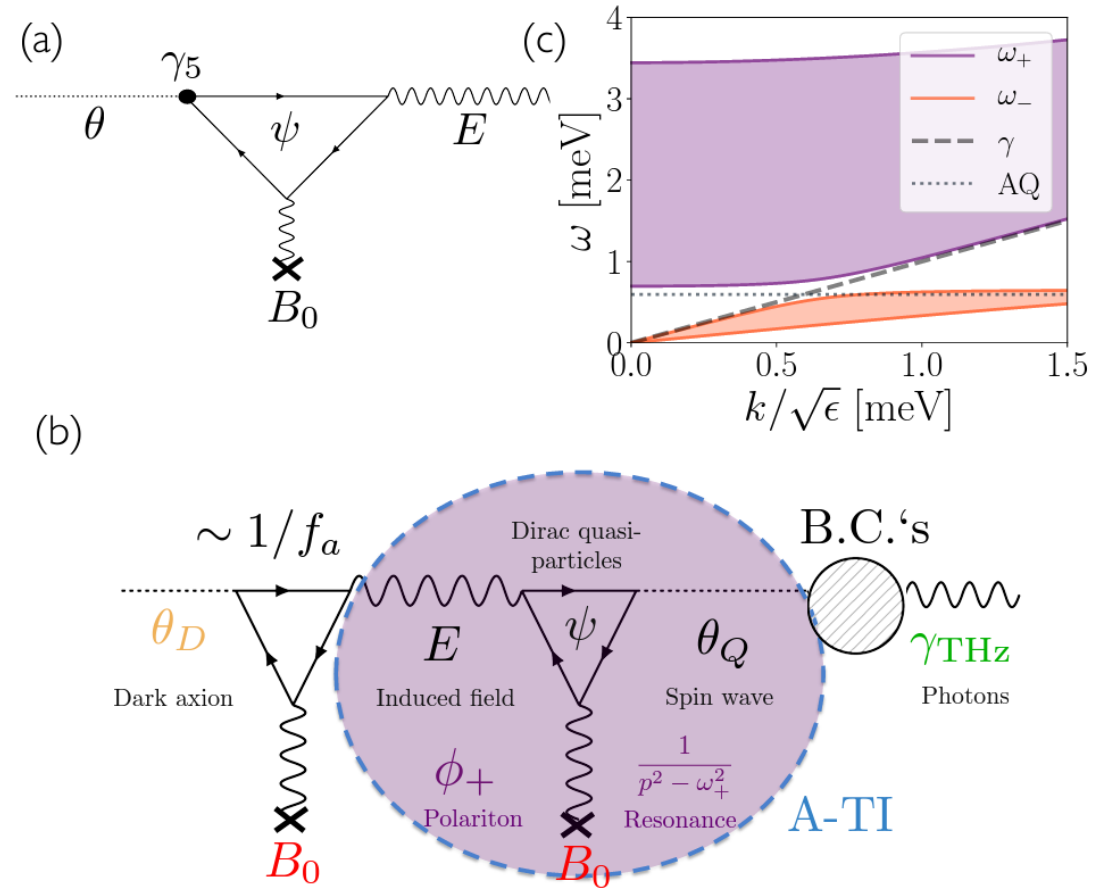 (a)
γ5
θ
ψ
E
B0
(c)
4
3
2
1
0
ω [meV]
ω+
ω−
γ
AQ
0.0 0.5 1.0 1.5
k/√ϵ [meV]
(b)
∼ 1/fa
Dirac quasi-
particles
B.C.‘s
θD
E
ψ
θQ
γTHz
Dark axion
Induced field
Spin wave
Photons
ϕ+
Polariton
1
p² − ω+²
Resonance
A-TI
B0
B0